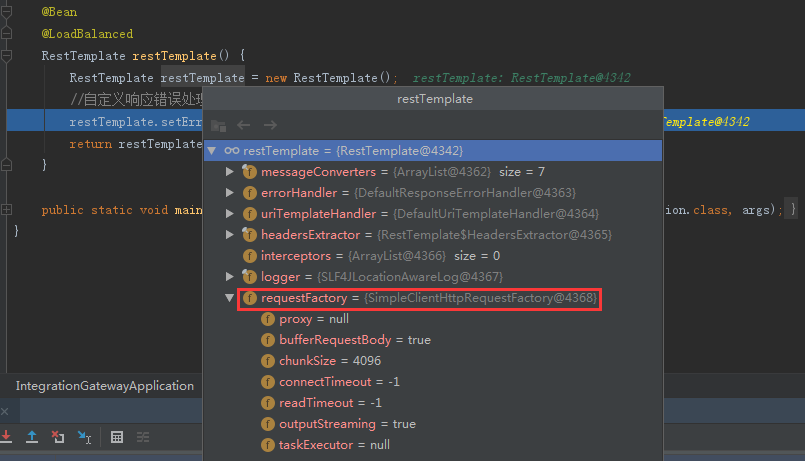 @Bean
@LoadBalanced
RestTemplate restTemplate() {
RestTemplate restTemplate = new RestTemplate(); restTemplate: RestTemplate@4342
//自定义响应错误处理
restTemplate.setErr
Template@4342
return restTemplate
}
public static void main
ion.class, args); }
}
restTemplate
restTemplate = {RestTemplate@4342}
messageConverters = {ArrayList@4362} size = 7
errorHandler = {DefaultResponseErrorHandler@4363}
uriTemplateHandler = {DefaultUriTemplateHandler@4364}
headersExtractor = {RestTemplate$HeadersExtractor@4365}
interceptors = {ArrayList@4366} size = 0
logger = {SLF4JLocationAwareLog@4367}
requestFactory = {SimpleClientHttpRequestFactory@4368}
proxy = null
bufferRequestBody = true
chunkSize = 4096
connectTimeout = -1
readTimeout = -1
outputStreaming = true
taskExecutor = null
IntegrationGatewayApplication